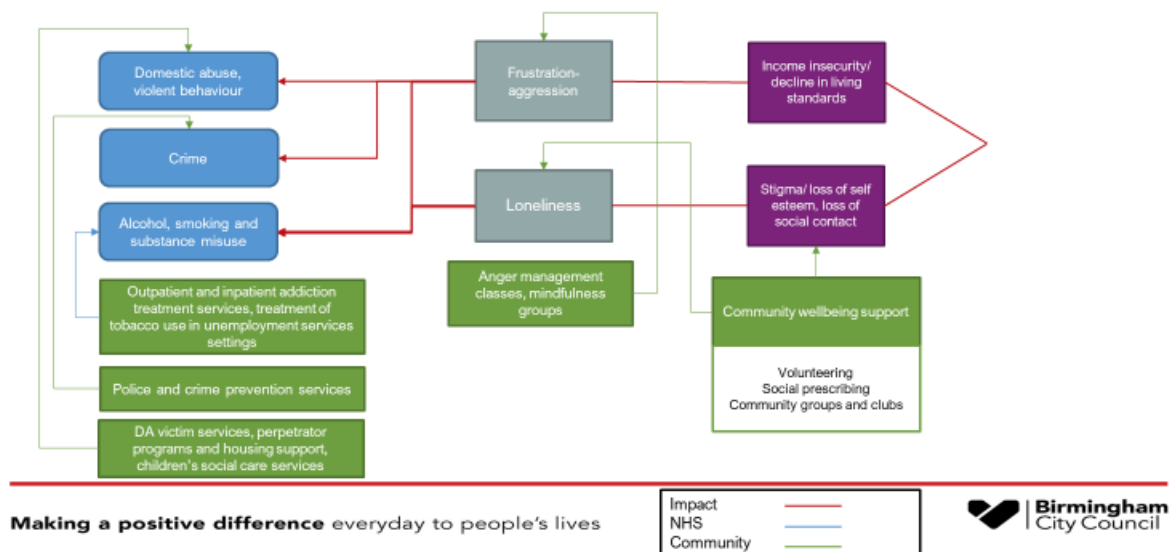 Domestic abuse,
violent behaviour
Frustration-
aggression
Income insecurity/
decline in living
standards
Crime
Alcohol, smoking and
substance misuse
Loneliness
Stigma/ loss of self
esteem, loss of
social contact
Outpatient and inpatient addiction
treatment services, treatment of
tobacco use in unemployment services
settings
Anger management
classes, mindfulness
groups
Community wellbeing support
Volunteering
Social prescribing
Community groups and clubs
Police and crime prevention services
DA victim services, perpetrator
programs and housing support,
children's social care services
Making a positive difference everyday to people's lives
Impact
NHS
Community
Birmingham
City Council